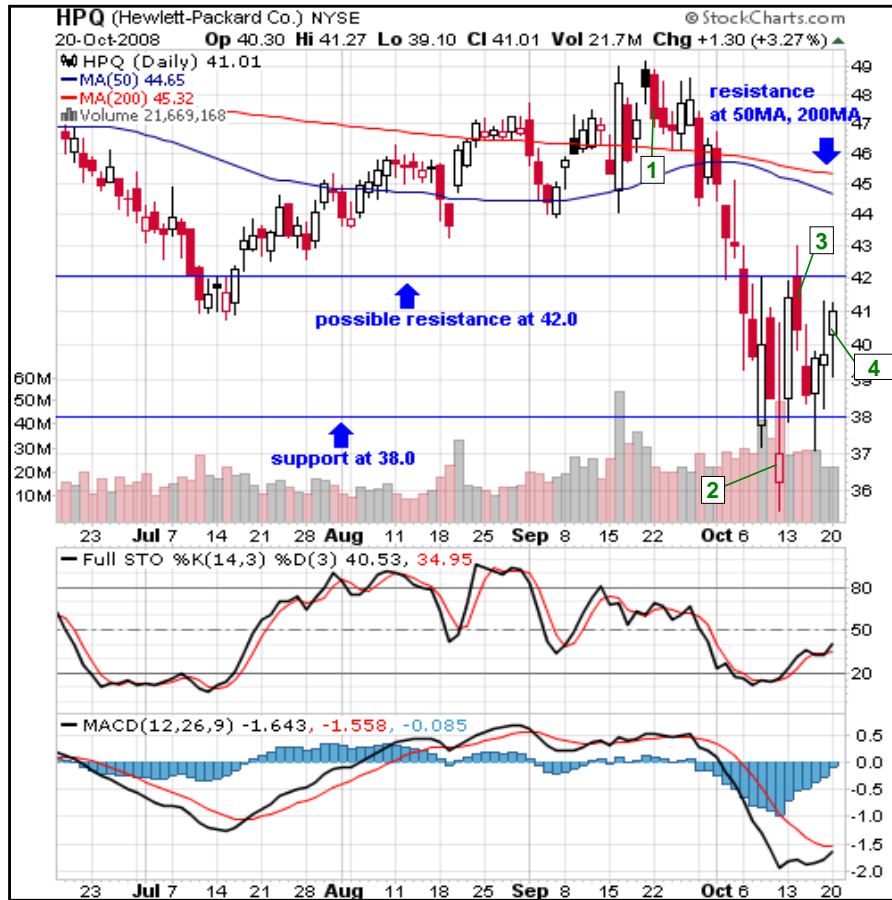 HPQ (Hewlett-Packard Co.) NYSE © StockCharts.com
20-Oct-2008 Op 40.30 Hi 41.27 Lo 39.10 Cl 41.01 Vol 21.7M Chg +1.30 (+3.27%)
HPQ (Daily) 41.01
MA(50) 44.65
MA(200) 45.32
Volume 21,669,168
resistance
at 50MA, 200MA
49
48
47
46
45
44
43
42
41
40
39
38
37
36
1
3
possible resistance at 42.0
4
60M
50M
40M
30M
20M
10M
support at 38.0
2
23 Jul 7 14 21 28 Aug 11 18 25 Sep 8 15 22 Oct 6 13 20
Full STO %K(14,3) %D(3) 40.53, 34.95
80
50
20
MACD(12,26,9) -1.643, -1.558, -0.085
0.5
0.0
-0.5
-1.0
-1.5
-2.0
23 Jul 7 14 21 28 Aug 11 18 25 Sep 8 15 22 Oct 6 13 20